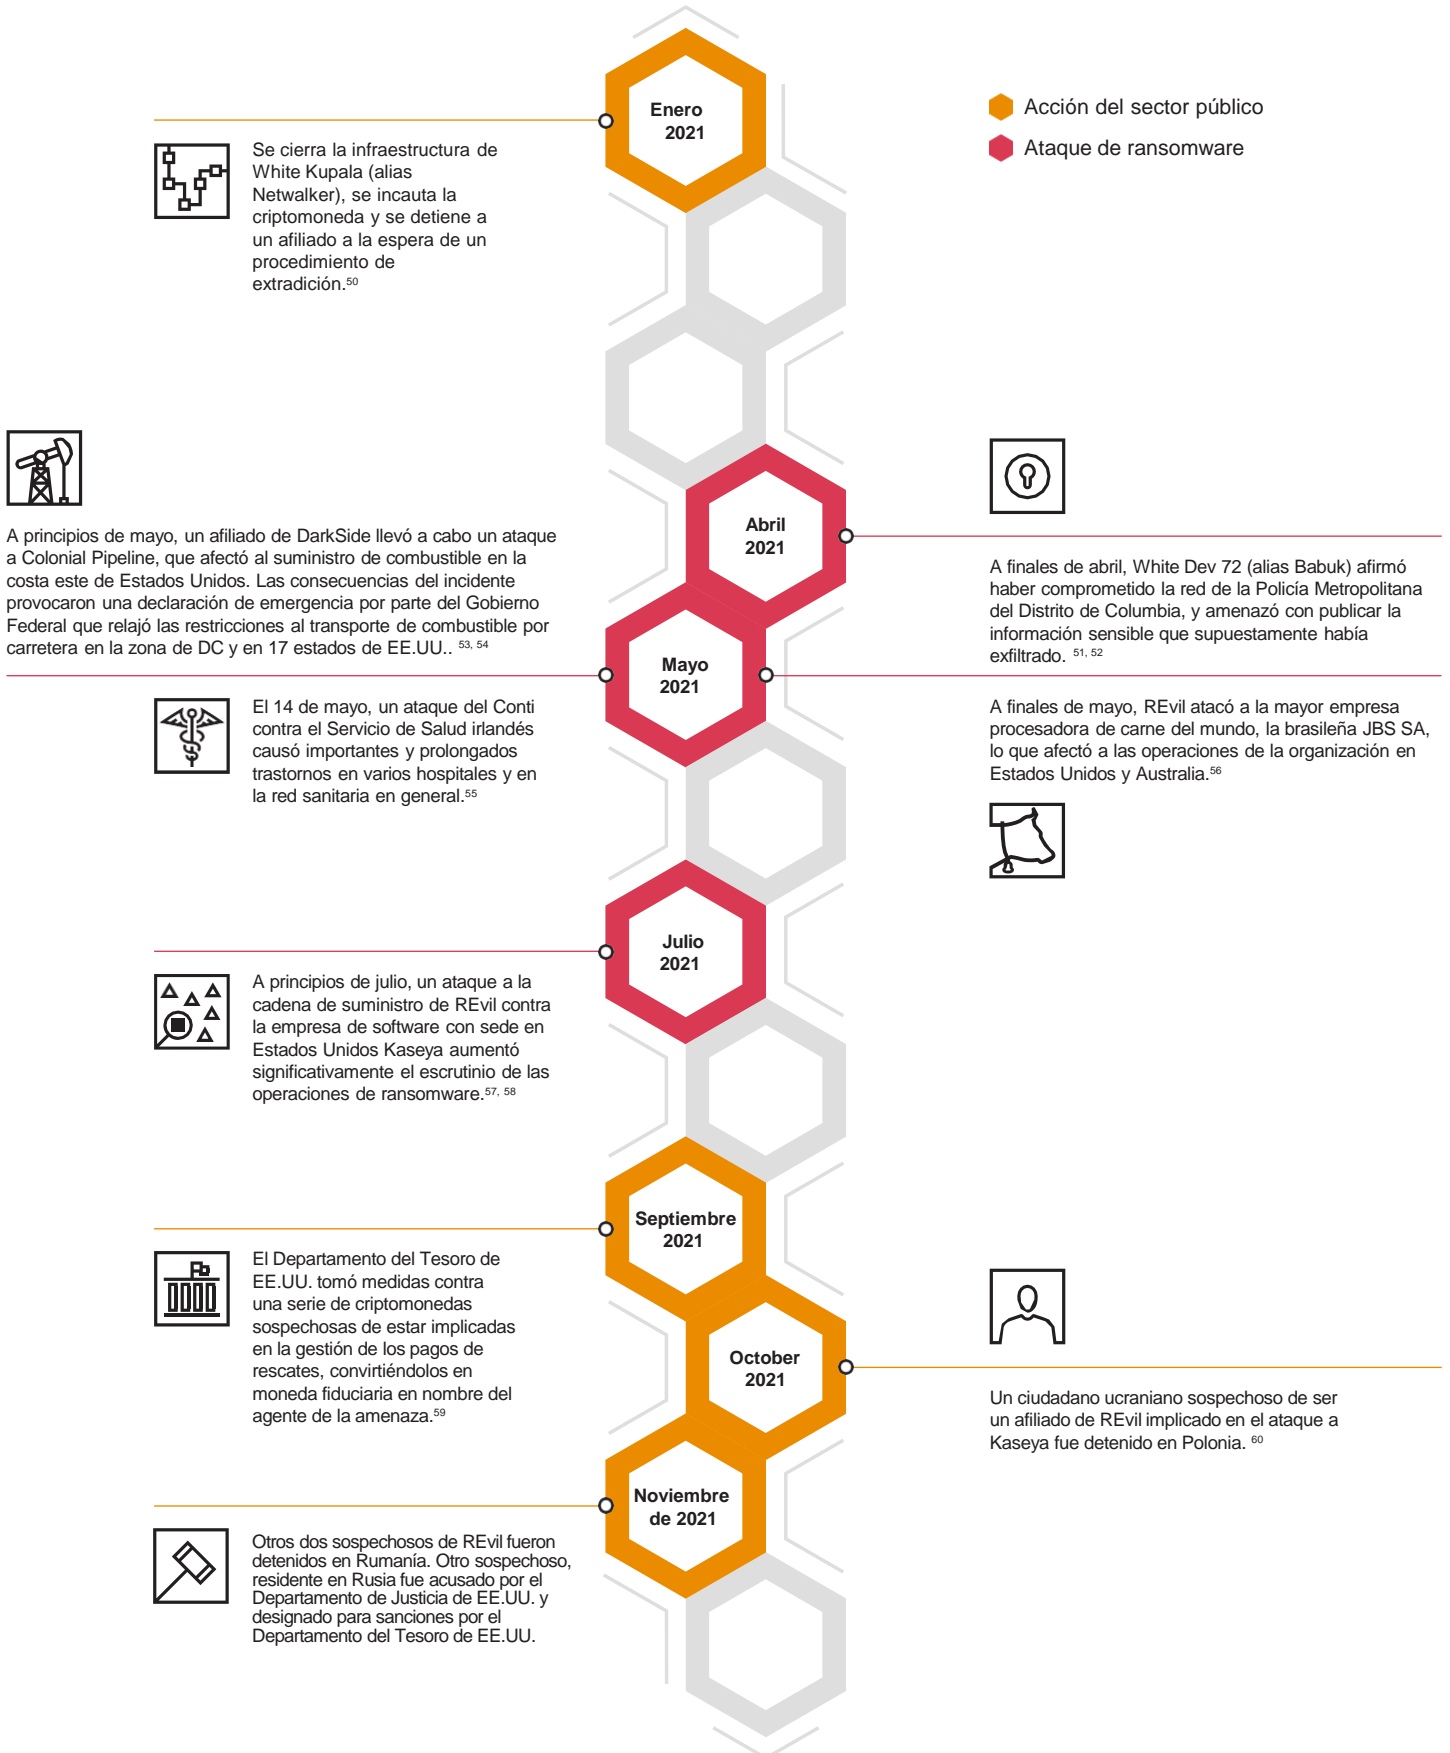 Enero
2021
Acción del sector público
Ataque de ransomware
Se cierra la infraestructura de
White Kupala (alias
Netwalker), se incauta la
criptomoneda y se detiene a
un afiliado a la espera de un
procedimiento de
extradición.50
A principios de mayo, un afiliado de DarkSide llevó a cabo un ataque
a Colonial Pipeline, que afectó al suministro de combustible en la
costa este de Estados Unidos. Las consecuencias del incidente
provocaron una declaración de emergencia por parte del Gobierno
Federal que relajó las restricciones al transporte de combustible por
carretera en la zona de DC y en 17 estados de EE.UU.. 53, 54
Abril
2021
A finales de abril, White Dev 72 (alias Babuk) afirmó
haber comprometido la red de la Policía Metropolitana
del Distrito de Columbia, y amenazó con publicar la
información sensible que supuestamente había
exfiltrado. 51, 52
Mayo
2021
El 14 de mayo, un ataque del Conti
contra el Servicio de Salud irlandés
causó importantes y prolongados
trastornos en varios hospitales y en
la red sanitaria en general.55
A finales de mayo, REvil atacó a la mayor empresa
procesadora de carne del mundo, la brasileña JBS SA,
lo que afectó a las operaciones de la organización en
Estados Unidos y Australia.56
Julio
2021
A principios de julio, un ataque a la
cadena de suministro de REvil contra
la empresa de software con sede en
Estados Unidos Kaseya aumentó
significativamente el escrutinio de las
operaciones de ransomware.57, 58
Septiembre
2021
El Departamento del Tesoro de
EE.UU. tomó medidas contra
una serie de criptomonedas
sospechosas de estar implicadas
en la gestión de los pagos de
rescates, convirtiéndolos en
moneda fiduciaria en nombre del
agente de la amenaza.59
October
2021
Un ciudadano ucraniano sospechoso de ser
un afiliado de REvil implicado en el ataque a
Kaseya fue detenido en Polonia. 60
Noviembre
de 2021
Otros dos sospechosos de REvil fueron
detenidos en Rumanía. Otro sospechoso,
residente en Rusia fue acusado por el
Departamento de Justicia de EE.UU. y
designado para sanciones por el
Departamento del Tesoro de EE.UU.